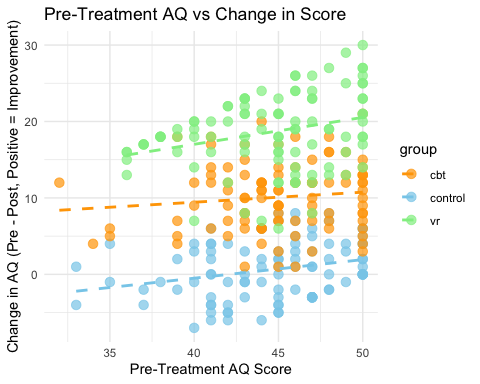 Pre-Treatment AQ vs Change in Score
Change in AQ (Pre - Post, Positive = Improvement)
30
20
10
0
35
40
45
50
Pre-Treatment AQ Score
group
cbt
control
vr